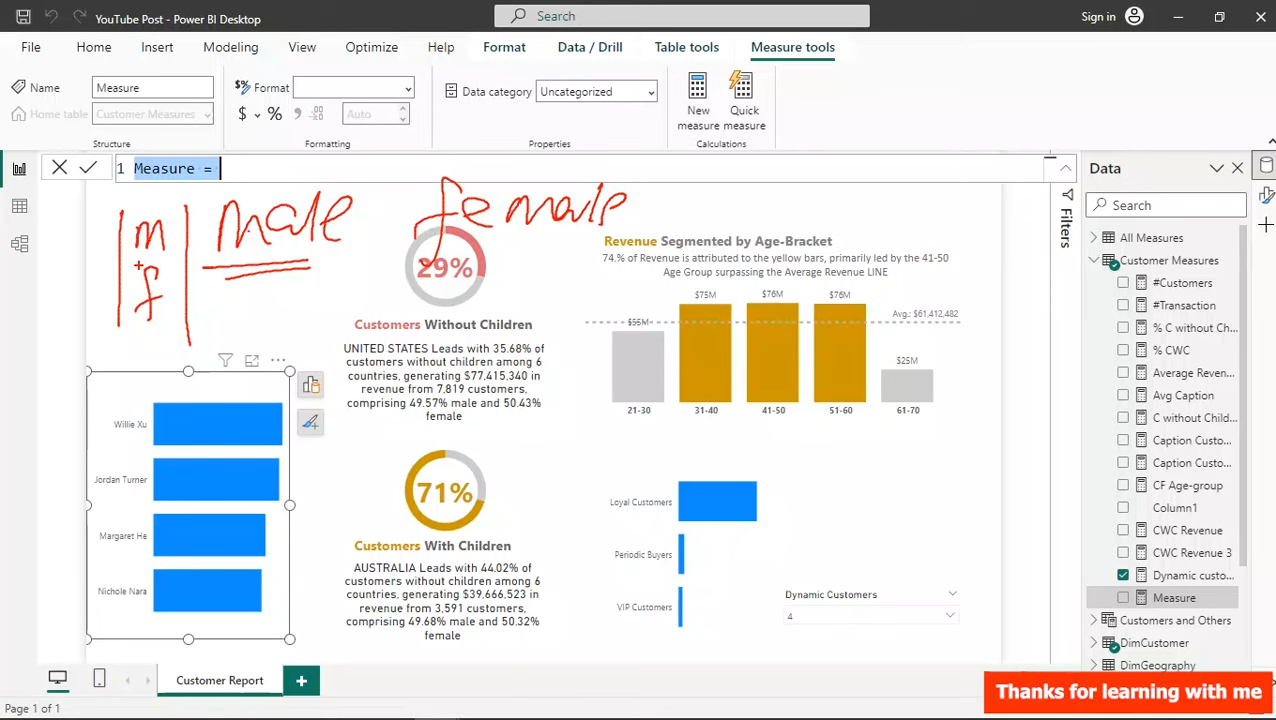 YouTube Post - Power BI Desktop
Search
Sign in
File
Home
Insert
Modeling
View
Optimize
Help
Format
Data / Drill
Table tools
Measure tools
Name
Measure
Home table
Customer Measures
Structure
Format
$
%
Auto
Formatting
Data category
Uncategorized
Properties
New
measure
Quick
measure
Calculations
1 Measure =
m
f
male
female
29%
Customers Without Children
UNITED STATES Leads with 35.68% of
customers without children among 6
countries, generating $77,415,340 in
revenue from 7,819 customers,
comprising 49.57% male and 50.43%
female
71%
Customers With Children
AUSTRALIA Leads with 44.02% of
customers without children among 6
countries, generating $39,666,523 in
revenue from 3,591 customers,
comprising 49.68% male and 50.32%
female
Willie Xu
Jordan Turner
Margaret He
Nichole Nara
Revenue Segmented by Age-Bracket
74.% of Revenue is attributed to the yellow bars, primarily led by the 41-50
Age Group surpassing the Average Revenue LINE
$55M
$75M
$76M
$76M
$25M
Avg.: $61,412,482
21-30
31-40
41-50
51-60
61-70
Loyal Customers
Periodic Buyers
VIP Customers
Dynamic Customers
4
Filters
Data
Search
All Measures
Customer Measures
#Customers
#Transaction
% C without Ch...
% CWC
Average Reven...
Avg Caption
C without Child...
Caption Custo...
Caption Custo...
CF Age-group
Column1
CWC Revenue
CWC Revenue 3
Dynamic custo...
Measure
Customers and Others
DimCustomer
DimGeography
Customer Report
Page 1 of 1
Thanks for learning with me